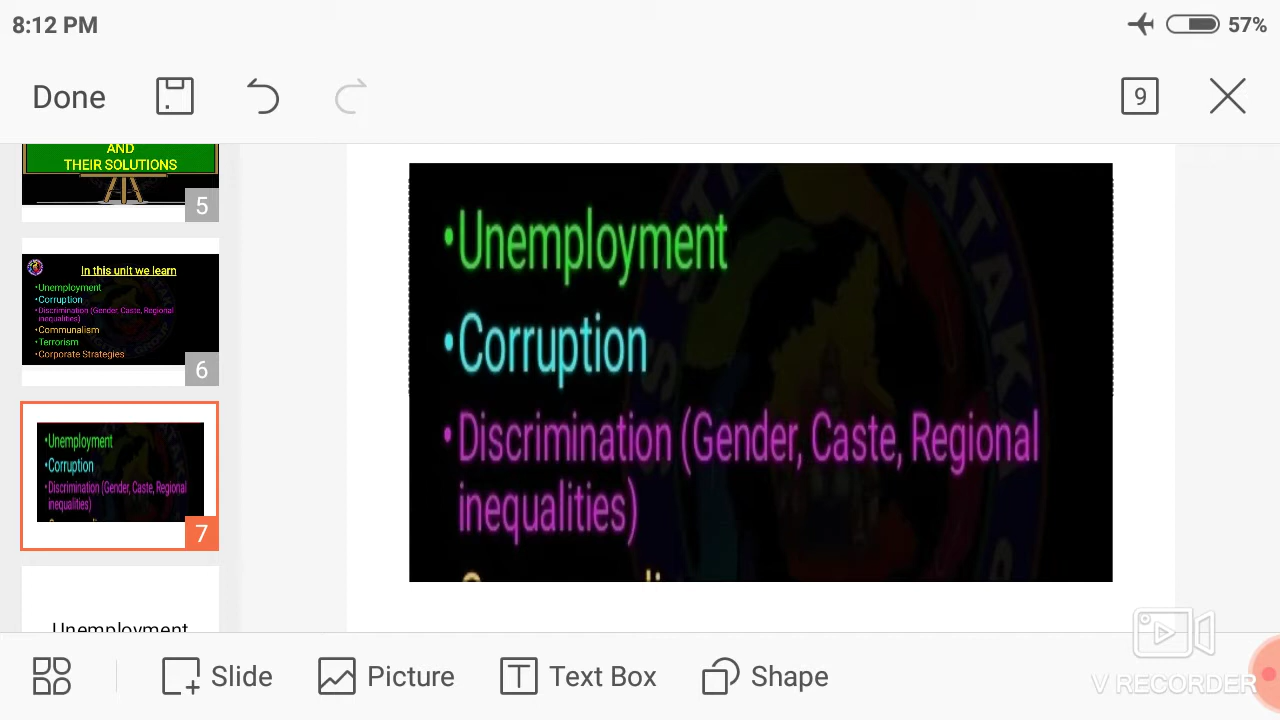 8:12 PM
57%
Done
9
AND
THEIR SOLUTIONS
5
In this unit we learn
•Unemployment
•Corruption
•Discrimination (Gender, Caste, Regional
inequalities)
•Communalism
•Terrorism
•Corporate Strategies
6
•Unemployment
•Corruption
•Discrimination (Gender, Caste, Regional
inequalities)
7
Unemployment
•Unemployment
•Corruption
•Discrimination (Gender, Caste, Regional
inequalities)
Slide
Picture
Text Box
Shape
V RECORDER